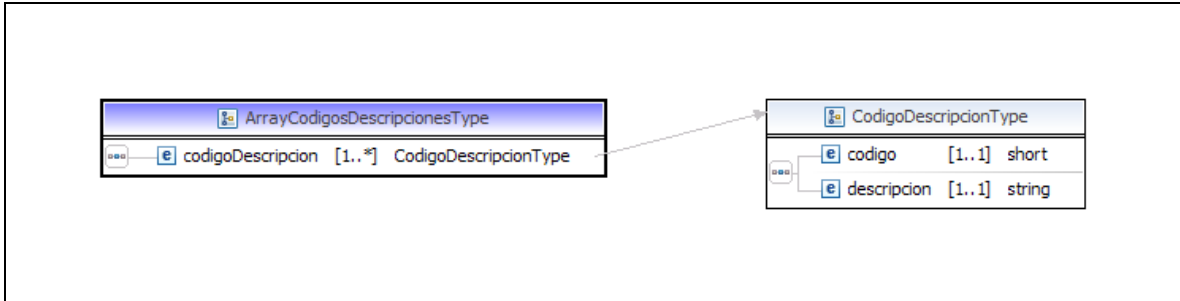 ArrayCodigosDescripcionesType
e codigoDescripcion [1..*] CodigoDescripcionType
CodigoDescripcionType
e codigo [1..1] short
e descripcion [1..1] string